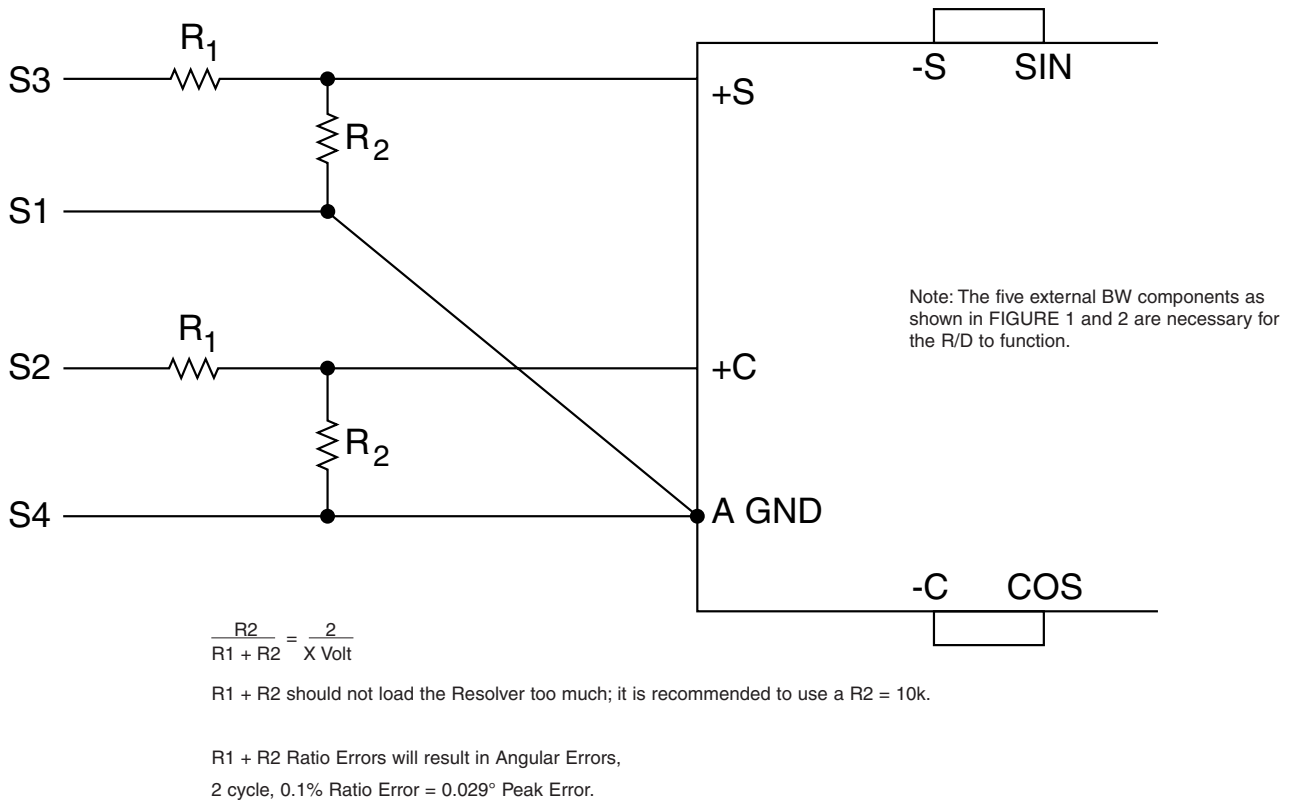 R1
S3
-S SIN
+S
R2
S1
Note: The five external BW components as
shown in FIGURE 1 and 2 are necessary for
the R/D to function.
R1
S2
+C
R2
S4
A GND
-C COS
R2 / R1 + R2 = 2 / X Volt
R1 + R2 should not load the Resolver too much; it is recommended to use a R2 = 10k.
R1 + R2 Ratio Errors will result in Angular Errors,
2 cycle, 0.1% Ratio Error = 0.029° Peak Error.